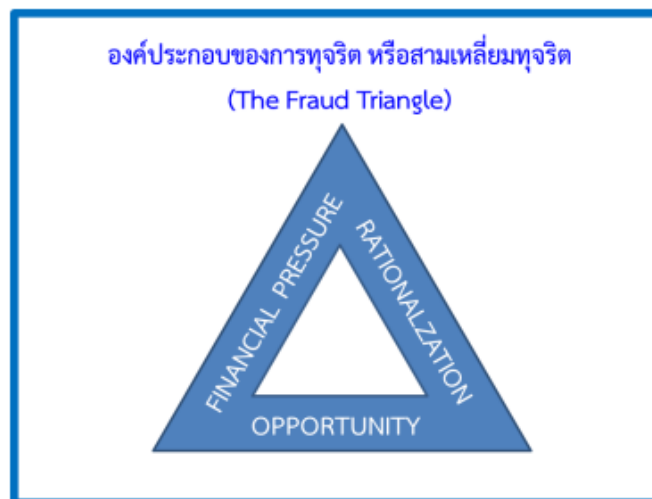 องค์ประกอบของการทุจริต หรือสามเหลี่ยมทุจริต
(The Fraud Triangle)
FINANCIAL PRESSURE
RATIONALZATION
OPPORTUNITY